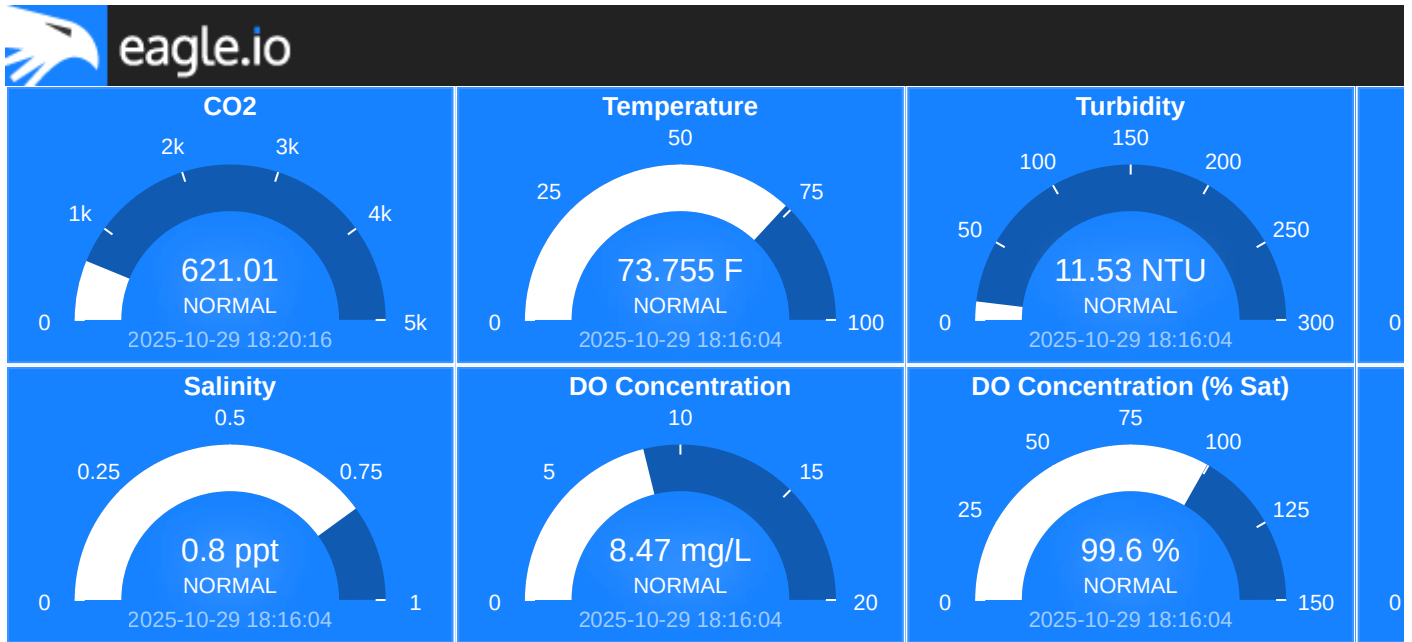 eagle.io
CO2
2k
3k
1k
4k
621.01
NORMAL
0
5k
2025-10-29 18:20:16
Temperature
50
25
75
73.755 F
NORMAL
0
100
2025-10-29 18:16:04
Turbidity
150
100
200
50
250
11.53 NTU
NORMAL
0
300
2025-10-29 18:16:04
0
Salinity
0.5
0.25
0.75
0.8 ppt
NORMAL
0
1
2025-10-29 18:16:04
DO Concentration
10
5
15
8.47 mg/L
NORMAL
0
20
2025-10-29 18:16:04
DO Concentration (% Sat)
75
50
100
25
125
99.6 %
NORMAL
0
150
2025-10-29 18:16:04
0